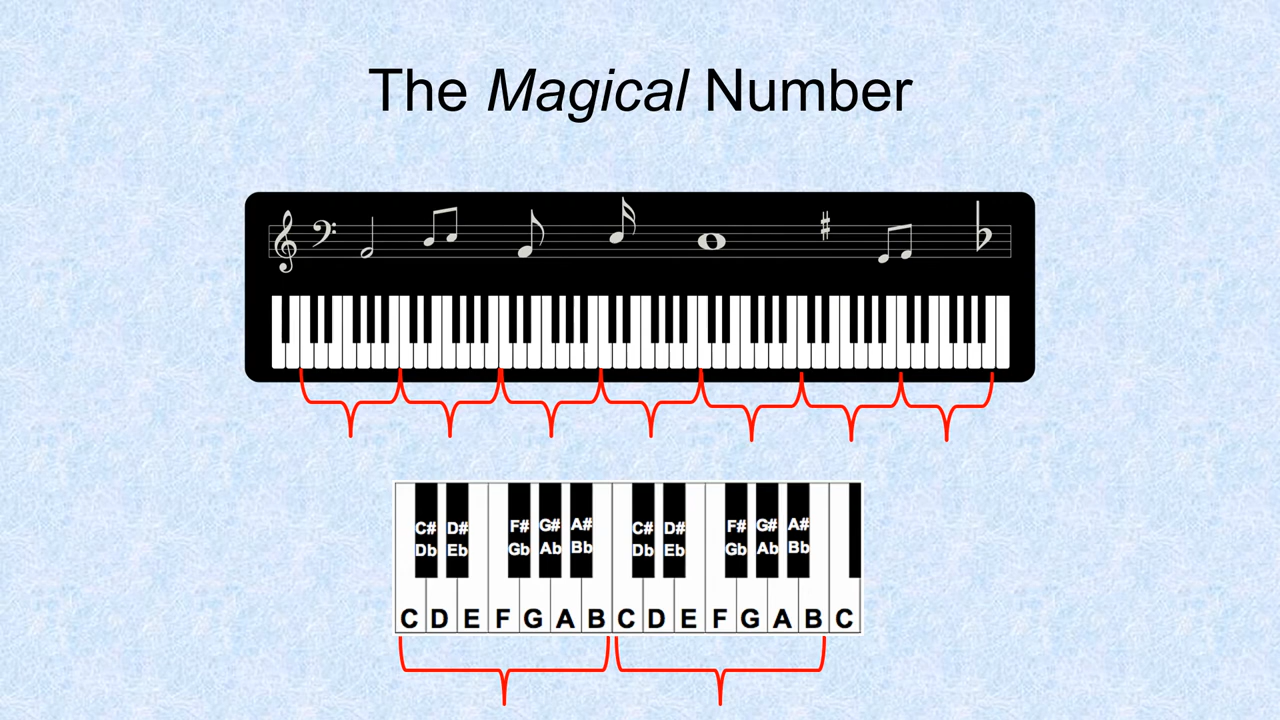 The Magical Number
C# D# F# G# A# C# D# F# G# A#
Db Eb Gb Ab Bb Db Eb Gb Ab Bb
C D E F G A B C D E F G A B C